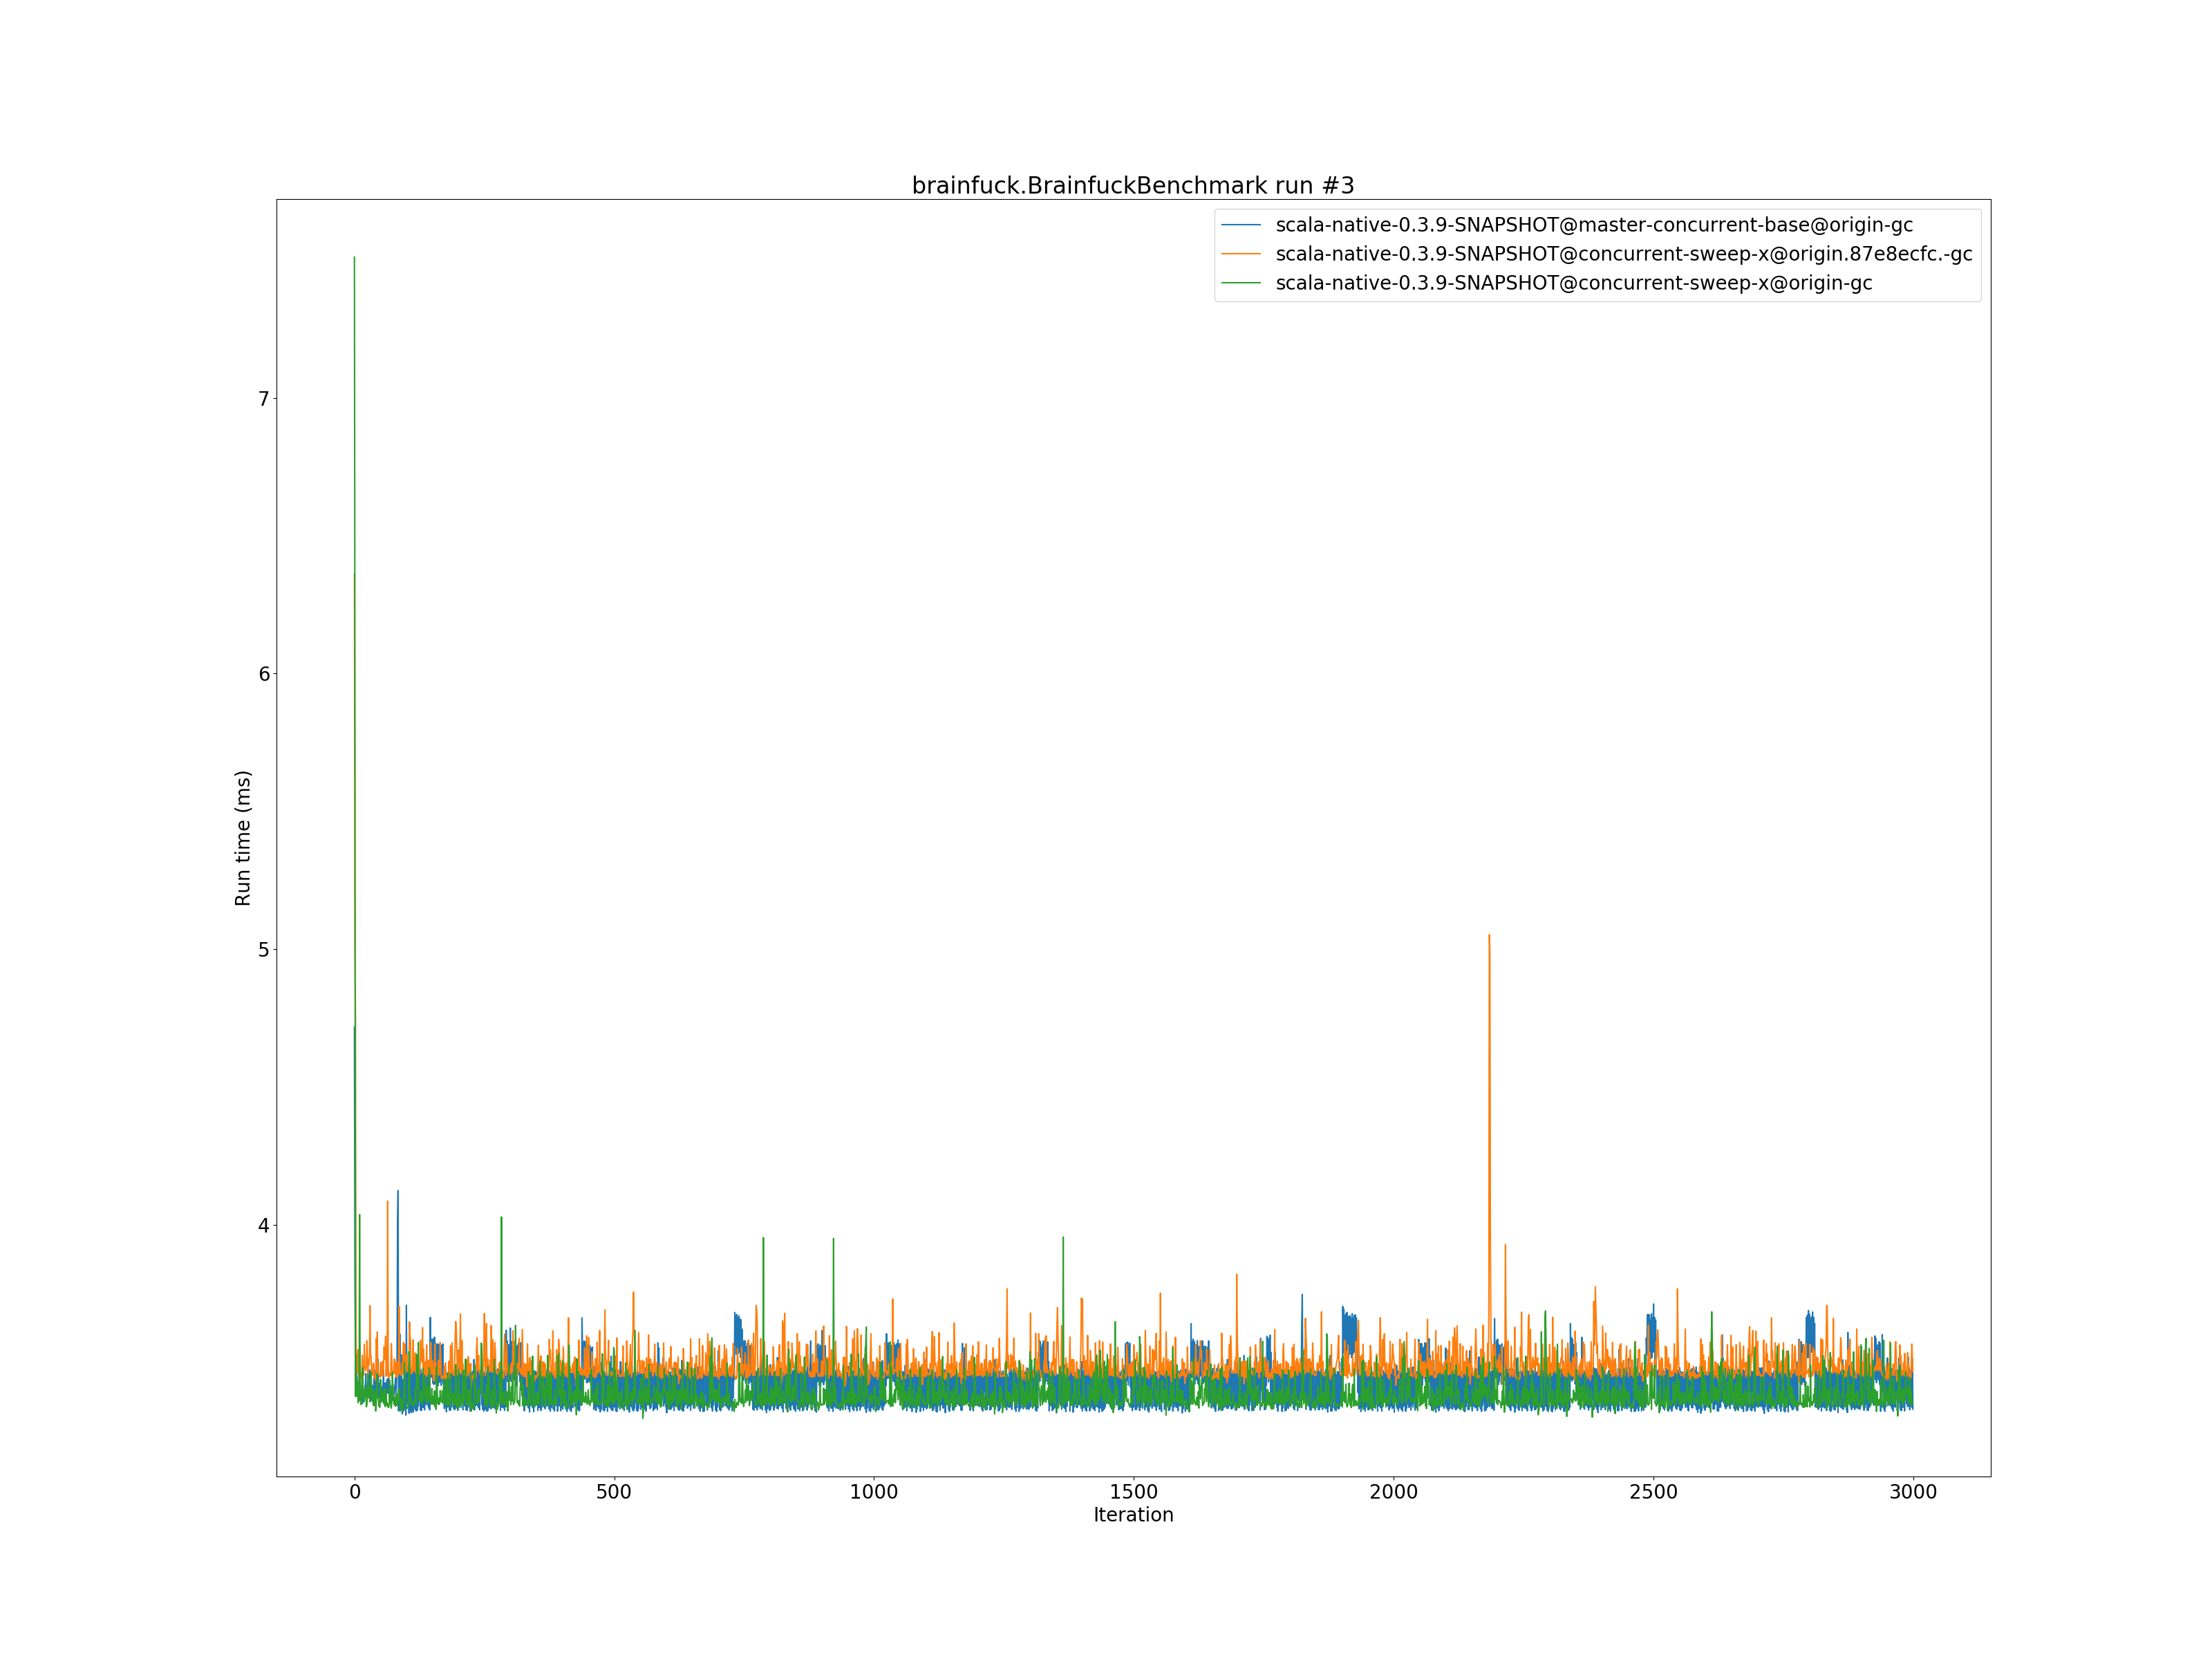 brainfuck.BrainfuckBenchmark run #3
scala-native-0.3.9-SNAPSHOT@master-concurrent-base@origin-gc
scala-native-0.3.9-SNAPSHOT@concurrent-sweep-x@origin.87e8ecfc.-gc
scala-native-0.3.9-SNAPSHOT@concurrent-sweep-x@origin-gc
7
6
5
4
Run time (ms)
0 500 1000 1500 2000 2500 3000
Iteration